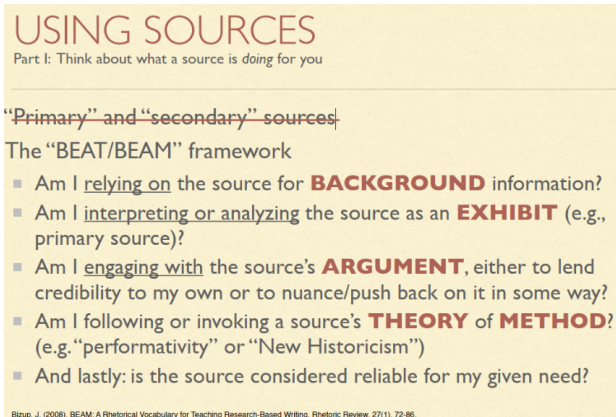 USING SOURCES
Part I: Think about what a source is doing for you
“Primary” and “secondary” sources
The “BEAT/BEAM” framework
Am I relying on the source for BACKGROUND information?
Am I interpreting or analyzing the source as an EXHIBIT (e.g.,
primary source)?
Am I engaging with the source’s ARGUMENT, either to lend
credibility to my own or to nuance/push back on it in some way?
Am I following or invoking a source’s THEORY of METHOD?
(e.g. “performativity” or “New Historicism”)
And lastly: is the source considered reliable for my given need?
Bizup, J. (2008). BEAM: A Rhetorical Vocabulary for Teaching Research-Based Writing. Rhetoric Review, 27(1), 72-86.